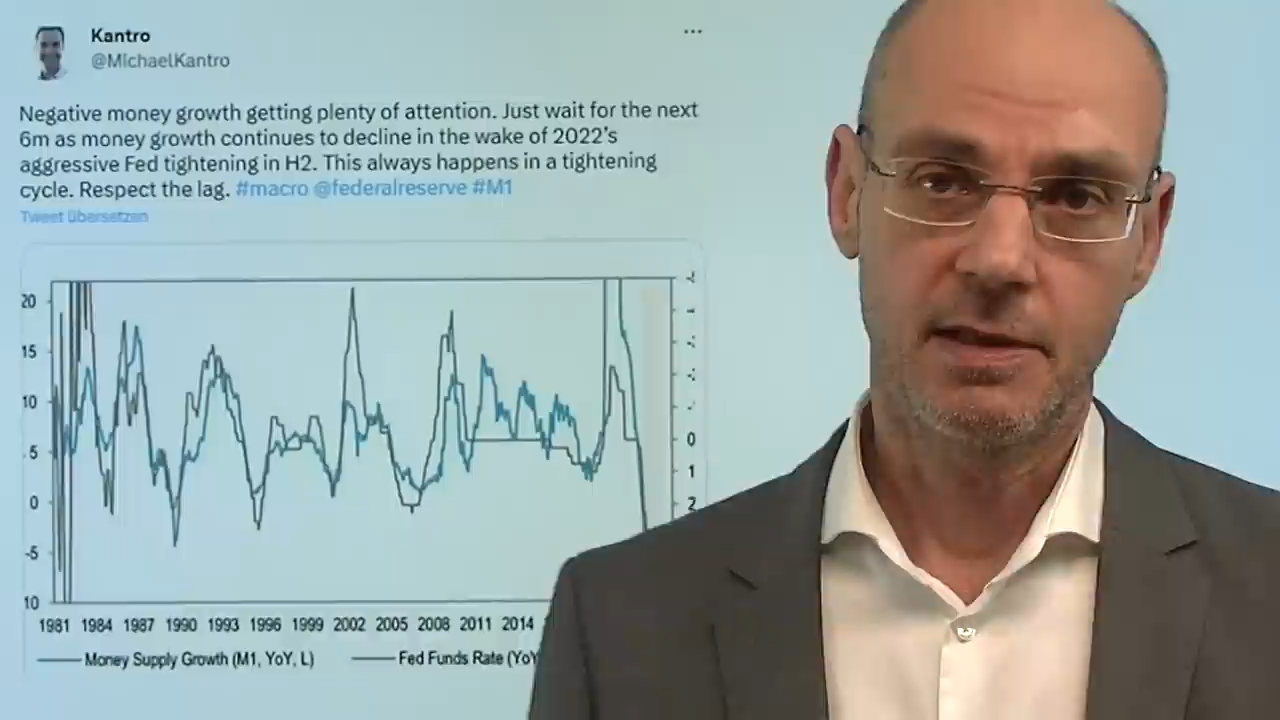 Kantro
@MichaelKantro
Negative money growth getting plenty of attention. Just wait for the next
6m as money growth continues to decline in the wake of 2022's
aggressive Fed tightening in H2. This always happens in a tightening
cycle. Respect the lag. #macro @federalreserve #M1
Tweet übersetzen
20
15
10
5
0
0
1
2
-5
10
1981 1984 1987 1990 1993 1996 1999 2002 2005 2008 2011 2014
Money Supply Growth (M1, YoY, L) Fed Funds Rate (YoY